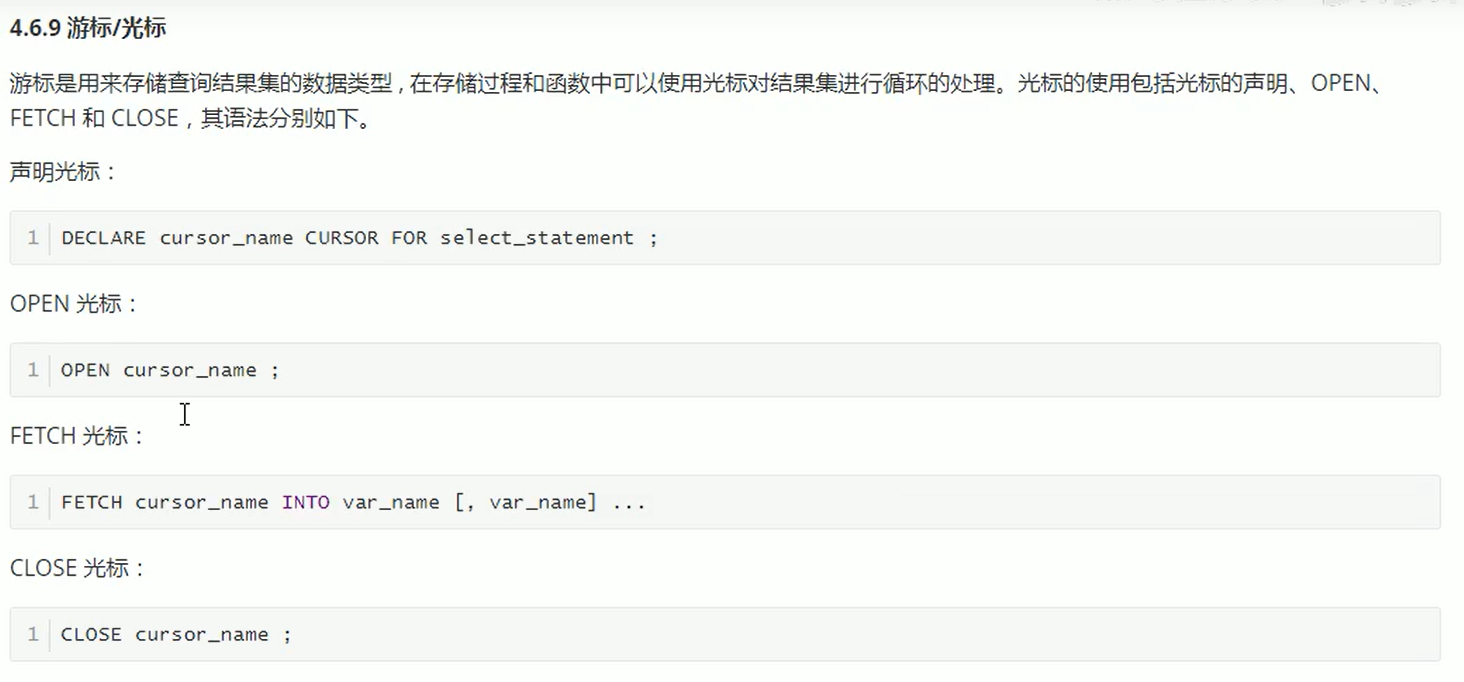 4.6.9 游标/光标
游标是用来存储查询结果集的数据类型 , 在存储过程和函数中可以使用光标对结果集进行循环的处理。光标的使用包括光标的声明、OPEN、
FETCH 和 CLOSE ，其语法分别如下。
声明光标：
1 DECLARE cursor_name CURSOR FOR select_statement ;
OPEN 光标：
1 OPEN cursor_name ;
FETCH 光标：
1 FETCH cursor_name INTO var_name [, var_name] ...
CLOSE 光标：
1 CLOSE cursor_name ;